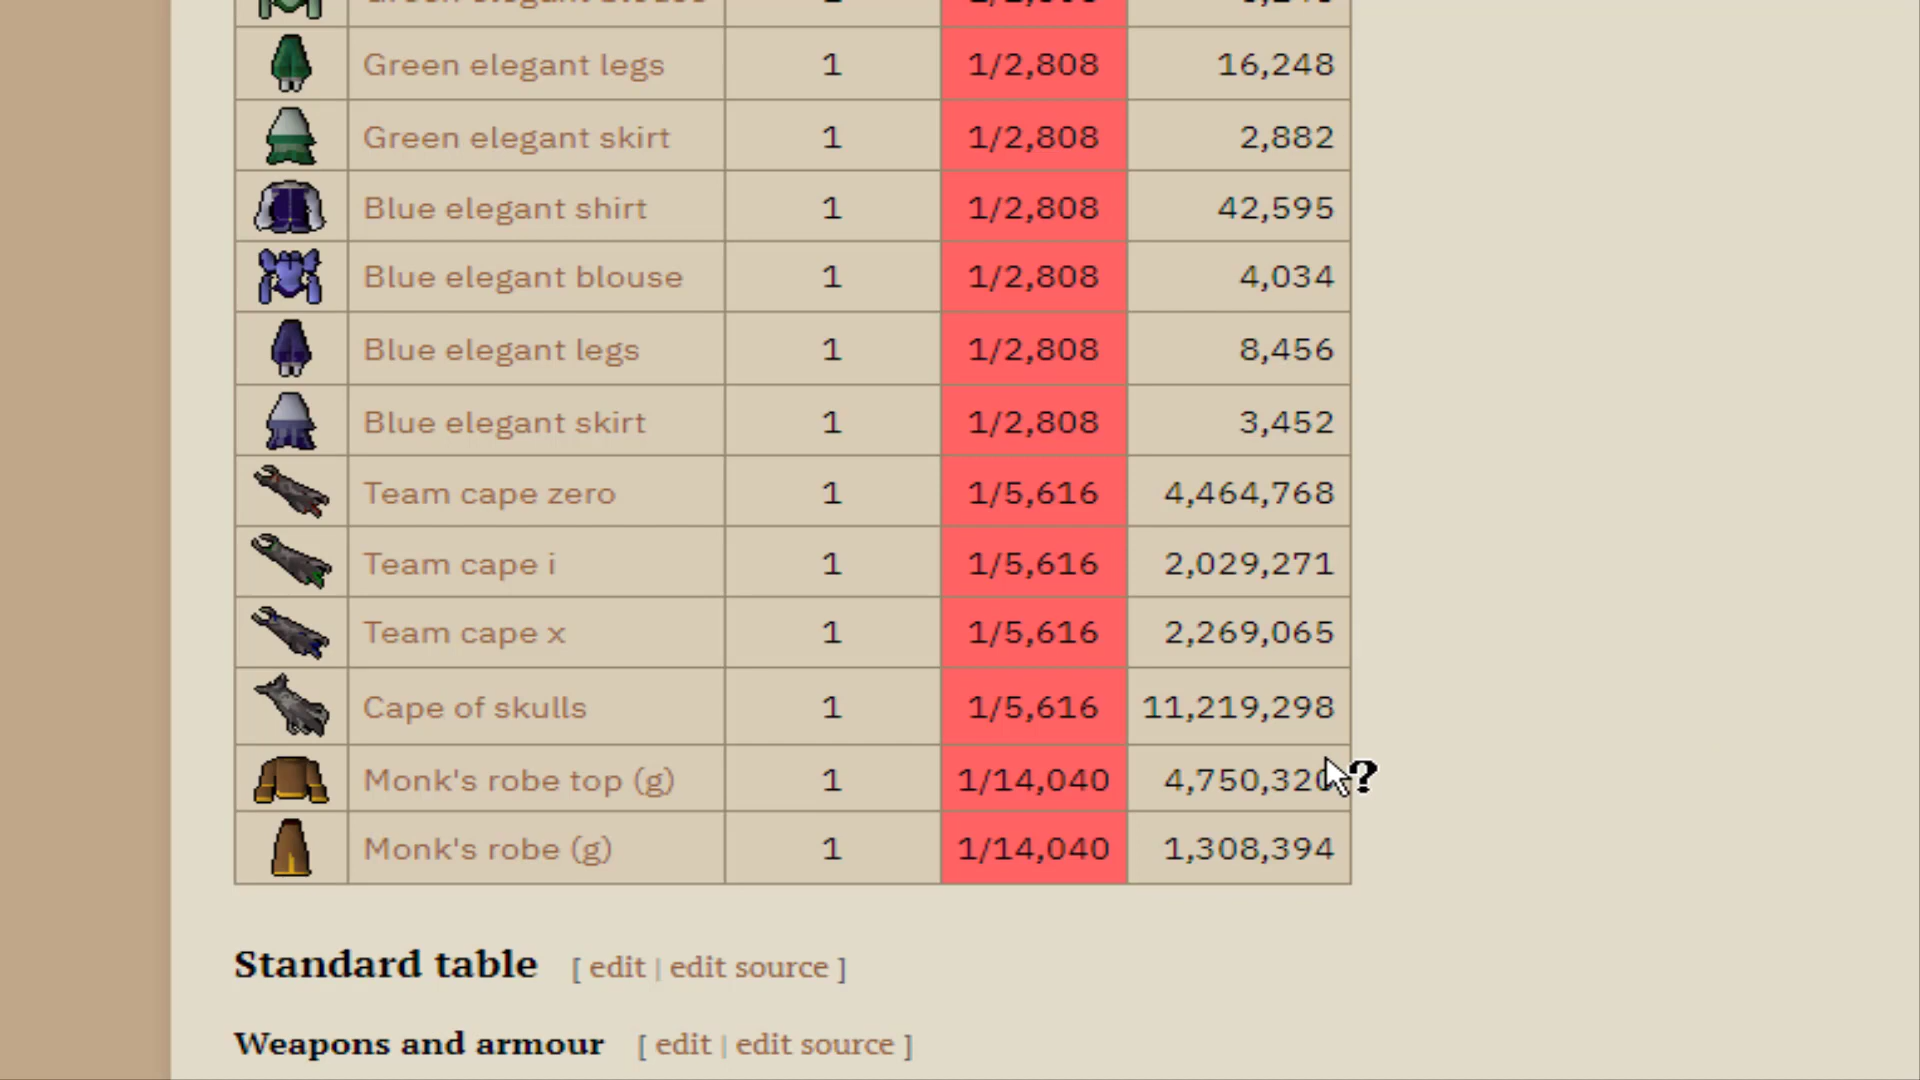 Green elegant legs 1 1/2,808 16,248
Green elegant skirt 1 1/2,808 2,882
Blue elegant shirt 1 1/2,808 42,595
Blue elegant blouse 1 1/2,808 4,034
Blue elegant legs 1 1/2,808 8,456
Blue elegant skirt 1 1/2,808 3,452
Team cape zero 1 1/5,616 4,464,768
Team cape i 1 1/5,616 2,029,271
Team cape x 1 1/5,616 2,269,065
Cape of skulls 1 1/5,616 11,219,298
Monk's robe top (g) 1 1/14,040
Monk's robe (g) 1 1/14,040 1,308,394
Standard table [ edit | edit source ]
Weapons and armour [ edit | edit source ]